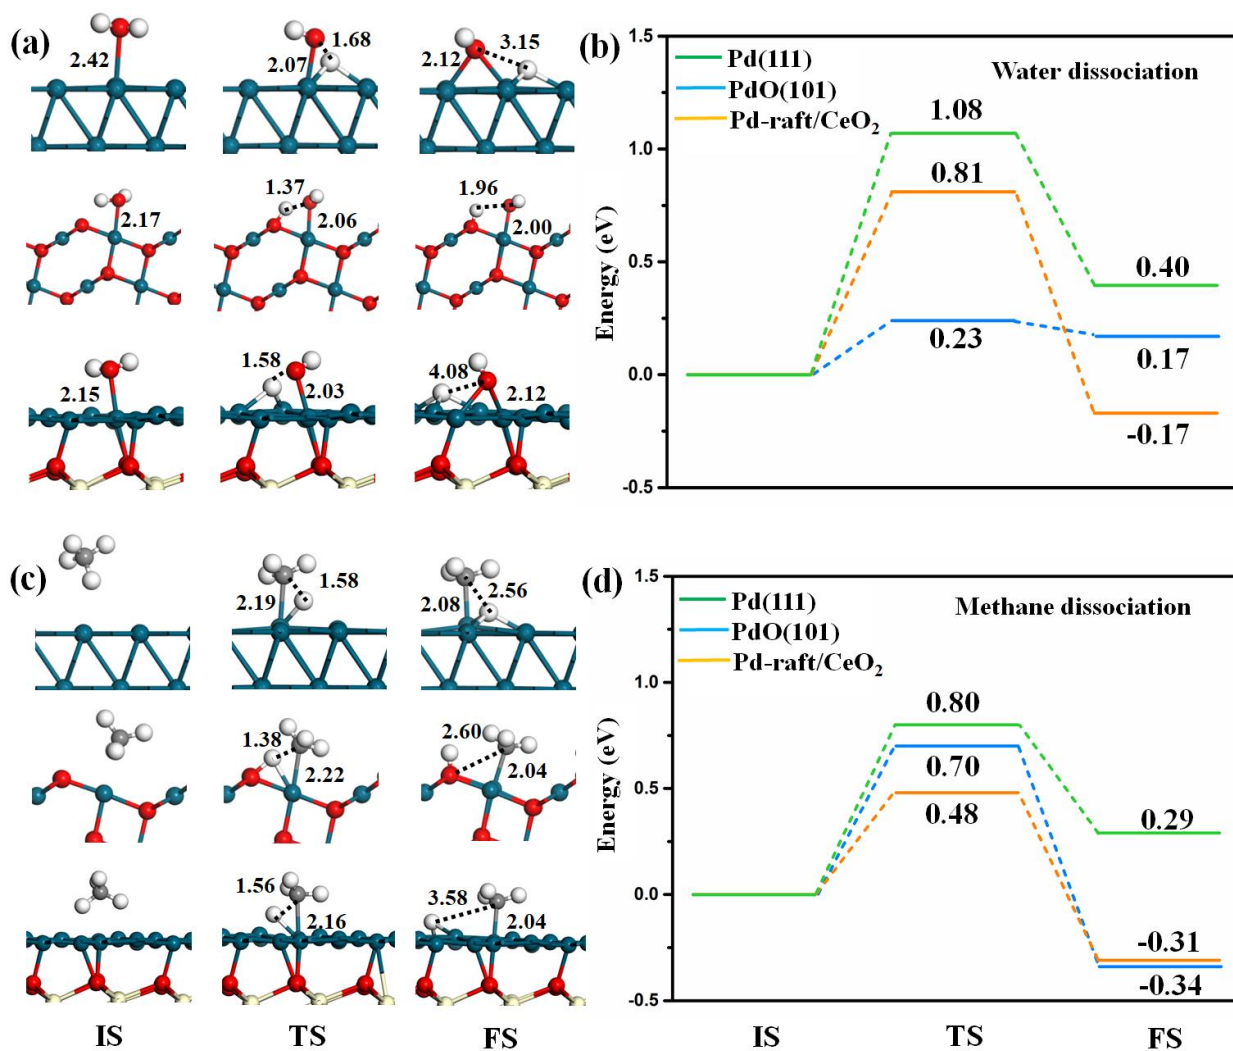 (a)
2.42
2.07
1.68
2.12
3.15
2.17
1.37
2.06
1.96
2.00
2.15
1.58
2.03
4.08
2.12
(b)
1.5
1.0
0.5
0.0
-0.5
Energy (eV)
Pd(111)
PdO(101)
Pd-raft/CeO₂
Water dissociation
1.08
0.81
0.23
0.40
0.17
-0.17
(c)
2.19
1.58
2.08
2.56
1.38
2.22
2.60
2.04
1.56
2.16
3.58
2.04
IS
TS
FS
(d)
1.5
1.0
0.5
0.0
-0.5
Energy (eV)
Pd(111)
PdO(101)
Pd-raft/CeO₂
Methane dissociation
0.80
0.70
0.48
0.29
-0.31
-0.34
IS
TS
FS